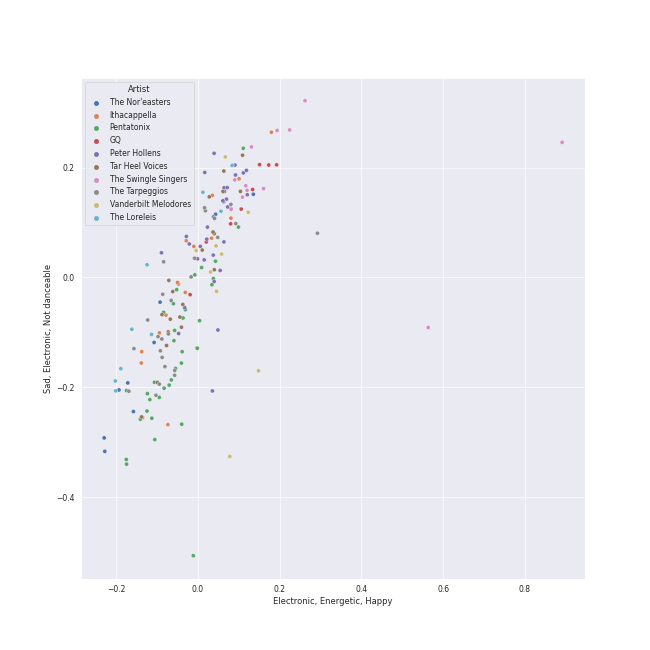 Artist
The Nor'easters
Ithacappella
Pentatonix
GQ
Peter Hollens
Tar Heel Voices
The Swingle Singers
The Tarpeggios
Vanderbilt Melodores
The Loreleis
0.2
0.0
−0.2
−0.4
Sad, Electronic, Not danceable
−0.2
0.0
0.2
0.4
0.6
0.8
Electronic, Energetic, Happy